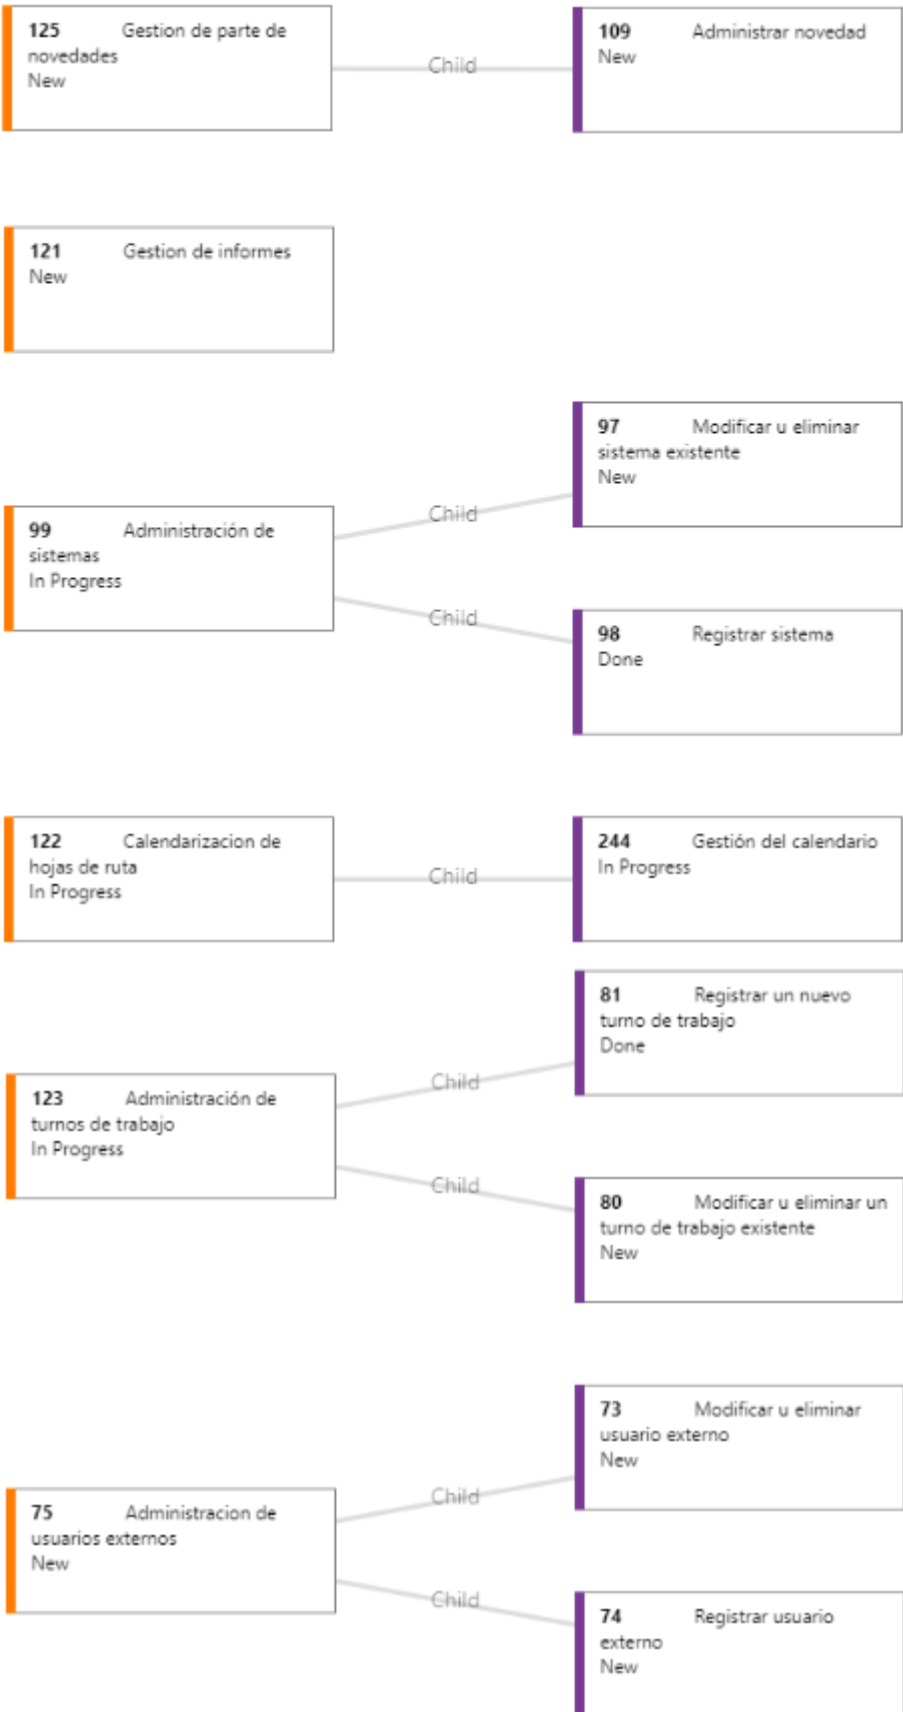 125 Gestion de parte de
novedades
New
Child
109 Administrar novedad
New
121 Gestion de informes
New
99 Administración de
sistemas
In Progress
Child
Child
97 Modificar u eliminar
sistema existente
New
98 Registrar sistema
Done
122 Calendarizacion de
hojas de ruta
In Progress
Child
244 Gestión del calendario
In Progress
123 Administración de
turnos de trabajo
In Progress
Child
Child
81 Registrar un nuevo
turno de trabajo
Done
80 Modificar u eliminar un
turno de trabajo existente
New
75 Administracion de
usuarios externos
New
Child
Child
73 Modificar u eliminar
usuario externo
New
74 Registrar usuario
externo
New